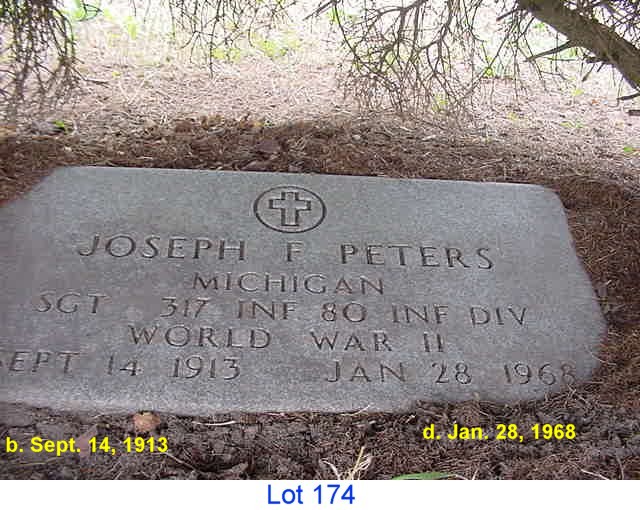 JOSEPH F PETERS
MICHIGAN
SGT 317 INF 80 INF DIV
WORLD WAR II
SEPT 14 1913 JAN 28 1968
b. Sept. 14, 1913 d. Jan. 28, 1968
Lot 174